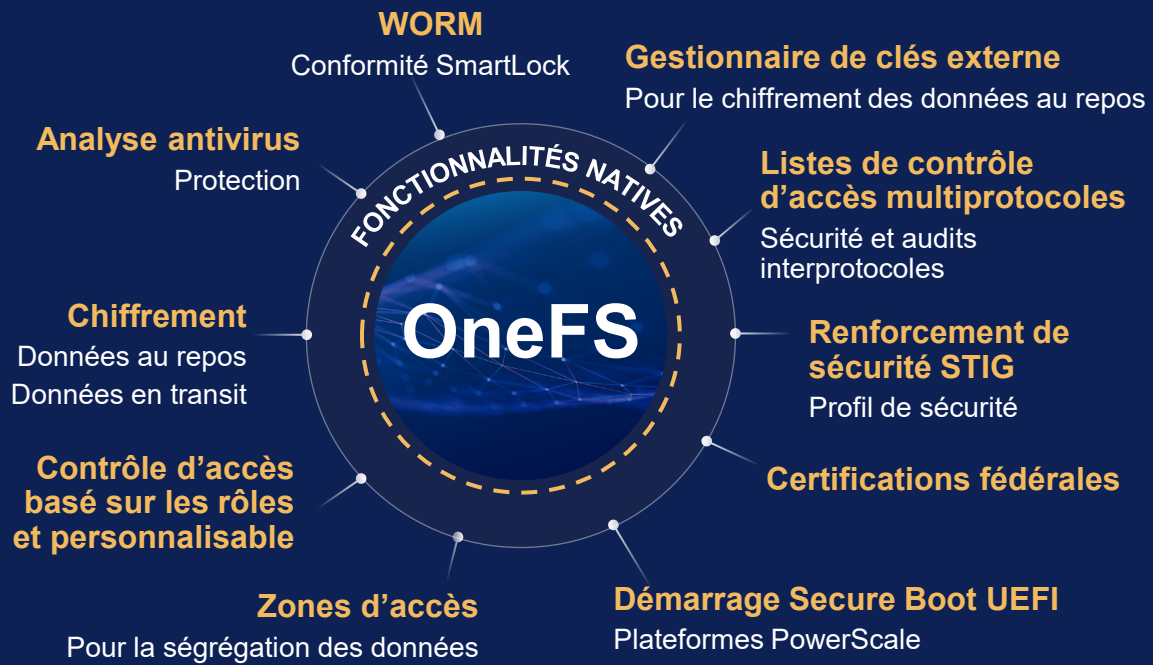 WORM
Conformité SmartLock
Gestionnaire de clés externe
Pour le chiffrement des données au repos
Analyse antivirus
Protection
FONCTIONNALITÉS NATIVES
Listes de contrôle
d’accès multiprotocoles
Sécurité et audits
interprotocoles
OneFS
Chiffrement
Données au repos
Données en transit
Renforcement de
sécurité STIG
Profil de sécurité
Contrôle d’accès
basé sur les rôles
et personnalisable
Certifications fédérales
Zones d’accès
Pour la ségrégation des données
Démarrage Secure Boot UEFI
Plateformes PowerScale